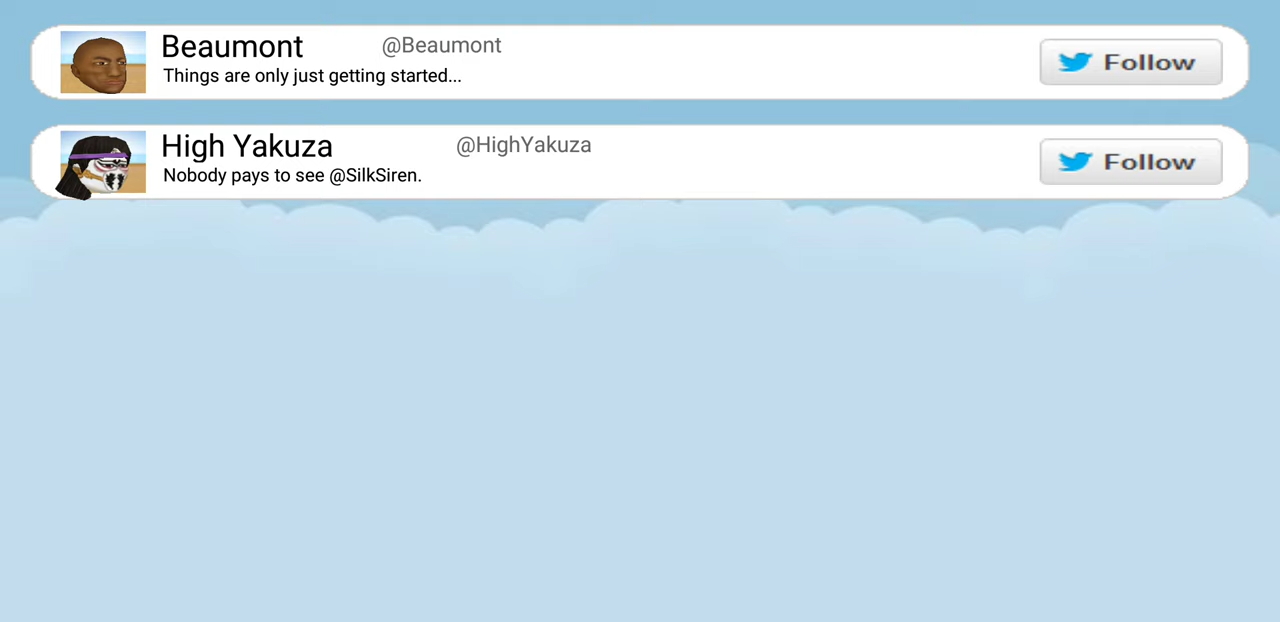 Beaumont @Beaumont
Things are only just getting started...
Follow
High Yakuza @HighYakuza
Nobody pays to see @SilkSiren.
Follow